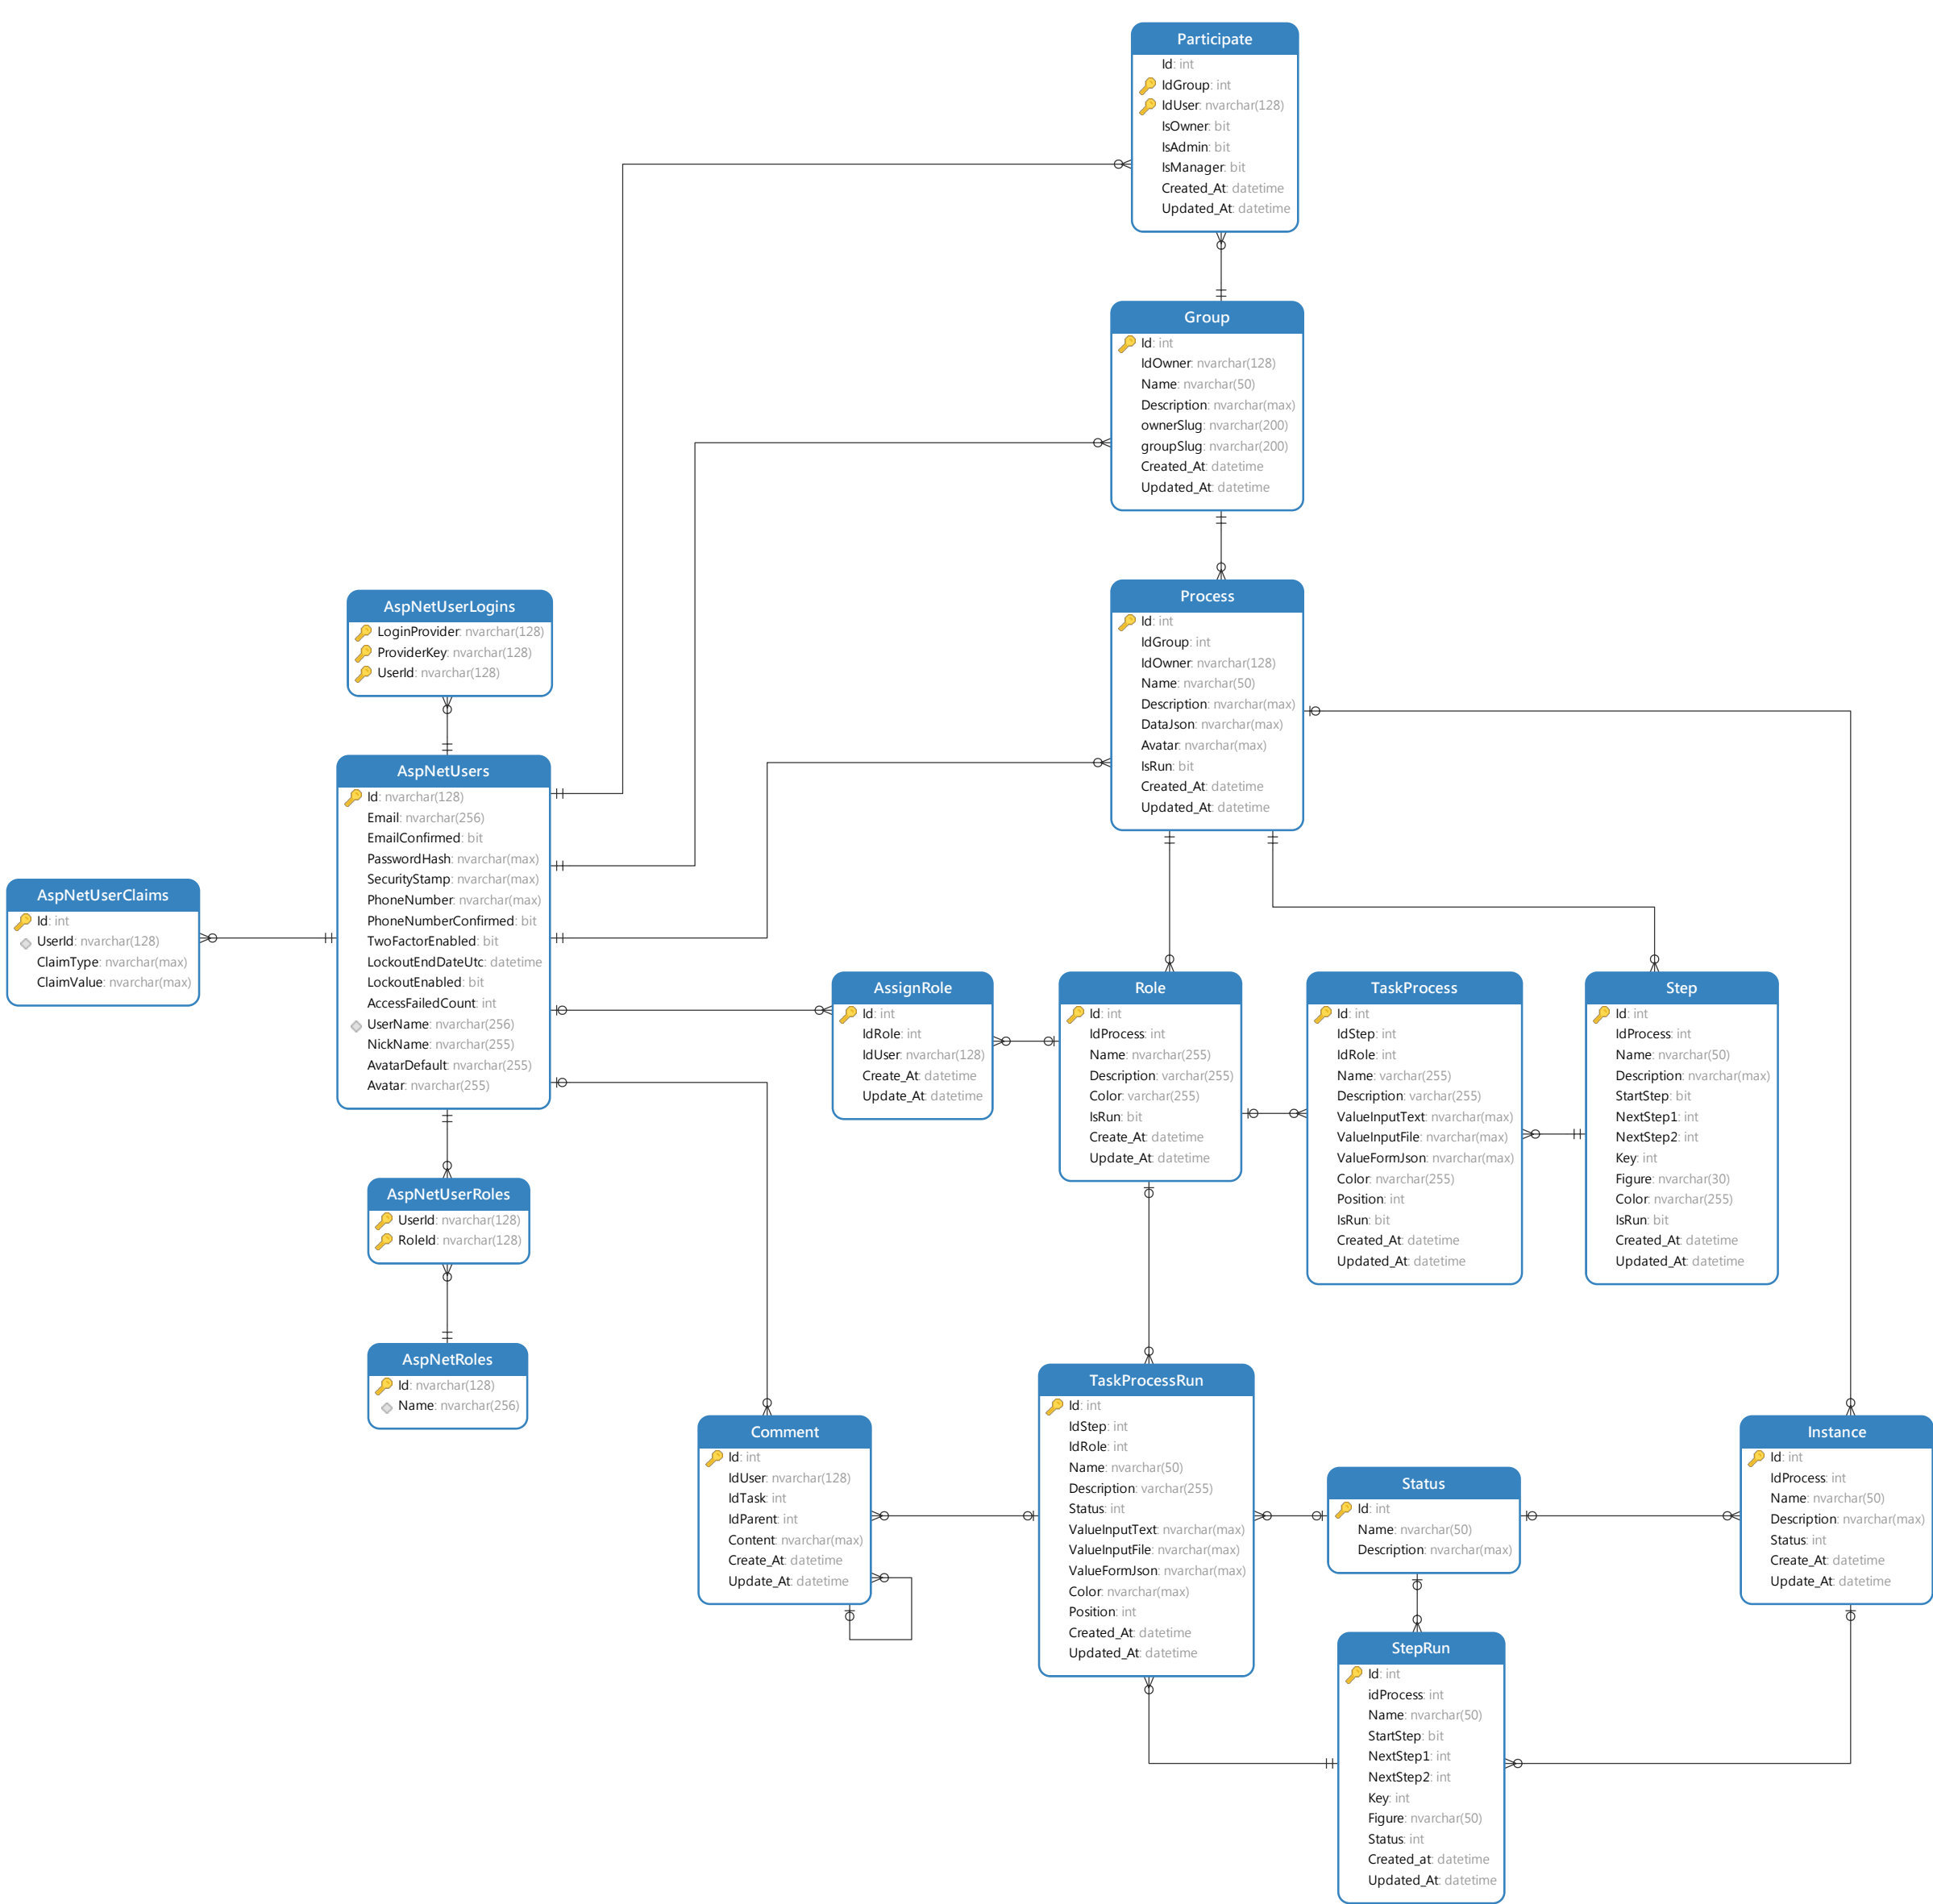 Participate
Id: int
IdGroup: int
IdUser: nvarchar(128)
IsOwner: bit
IsAdmin: bit
IsManager: bit
Created_At: datetime
Updated_At: datetime
Group
Id: int
IdOwner: nvarchar(128)
Name: nvarchar(50)
Description: nvarchar(max)
ownerSlug: nvarchar(200)
groupSlug: nvarchar(200)
Created_At: datetime
Updated_At: datetime
Process
Id: int
IdGroup: int
IdOwner: nvarchar(128)
Name: nvarchar(50)
Description: nvarchar(max)
DataJson: nvarchar(max)
Avatar: nvarchar(max)
IsRun: bit
Created_At: datetime
Updated_At: datetime
AspNetUserLogins
LoginProvider: nvarchar(128)
ProviderKey: nvarchar(128)
UserId: nvarchar(128)
AspNetUsers
Id: nvarchar(128)
Email: nvarchar(256)
EmailConfirmed: bit
PasswordHash: nvarchar(max)
SecurityStamp: nvarchar(max)
PhoneNumber: nvarchar(max)
PhoneNumberConfirmed: bit
TwoFactorEnabled: bit
LockoutEndDateUtc: datetime
LockoutEnabled: bit
AccessFailedCount: int
UserName: nvarchar(256)
NickName: nvarchar(255)
AvatarDefault: nvarchar(255)
Avatar: nvarchar(255)
AspNetUserClaims
Id: int
UserId: nvarchar(128)
ClaimType: nvarchar(max)
ClaimValue: nvarchar(max)
AssignRole
Id: int
IdRole: int
IdUser: nvarchar(128)
Create_At: datetime
Update_At: datetime
Role
Id: int
IdProcess: int
Name: nvarchar(255)
Description: varchar(255)
Color: varchar(255)
IsRun: bit
Create_At: datetime
Update_At: datetime
TaskProcess
Id: int
IdStep: int
IdRole: int
Name: varchar(255)
Description: varchar(255)
ValueInputText: nvarchar(max)
ValueInputFile: nvarchar(max)
ValueFormJson: nvarchar(max)
Color: nvarchar(255)
Position: int
IsRun: bit
Created_At: datetime
Updated_At: datetime
Step
Id: int
IdProcess: int
Name: nvarchar(50)
Description: nvarchar(max)
StartStep: bit
NextStep1: int
NextStep2: int
Key: int
Figure: nvarchar(30)
Color: nvarchar(255)
IsRun: bit
Created_At: datetime
Updated_At: datetime
AspNetUserRoles
UserId: nvarchar(128)
RoleId: nvarchar(128)
AspNetRoles
Id: nvarchar(128)
Name: nvarchar(256)
Comment
Id: int
IdUser: nvarchar(128)
IdTask: int
IdParent: int
Content: nvarchar(max)
Create_At: datetime
Update_At: datetime
TaskProcessRun
Id: int
IdStep: int
IdRole: int
Name: nvarchar(50)
Description: varchar(255)
Status: int
ValueInputText: nvarchar(max)
ValueInputFile: nvarchar(max)
ValueFormJson: nvarchar(max)
Color: nvarchar(max)
Position: int
Created_At: datetime
Updated_At: datetime
Status
Id: int
Name: nvarchar(50)
Description: nvarchar(max)
Instance
Id: int
IdProcess: int
Name: nvarchar(50)
Description: nvarchar(max)
Status: int
Create_At: datetime
Update_At: datetime
StepRun
Id: int
idProcess: int
Name: nvarchar(50)
StartStep: bit
NextStep1: int
NextStep2: int
Key: int
Figure: nvarchar(50)
Status: int
Created_at: datetime
Updated_At: datetime